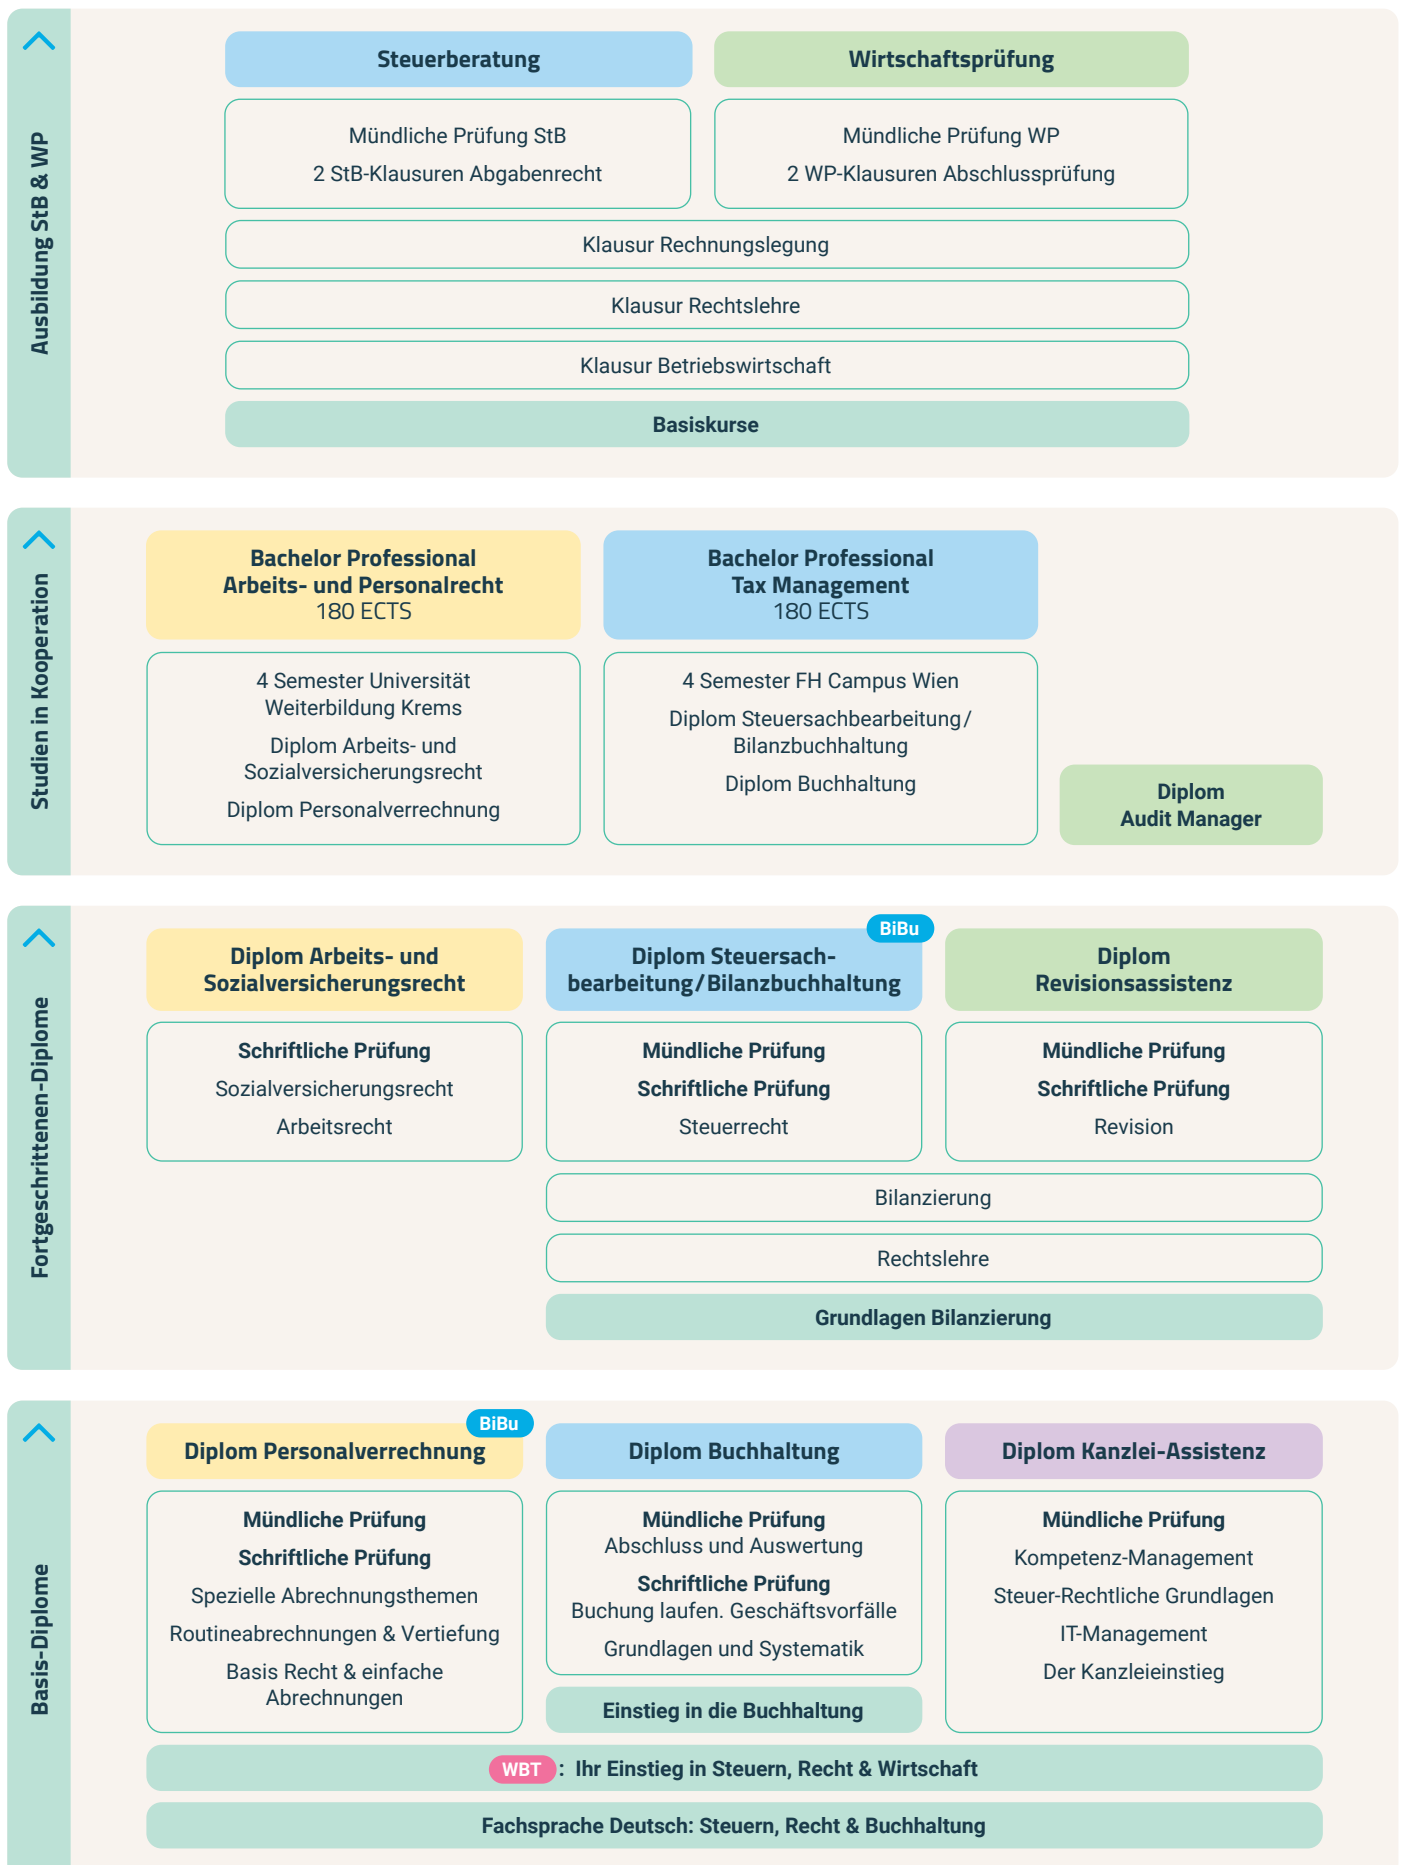 Ausbildung StB & WP
Steuerberatung
Mündliche Prüfung StB
2 StB-Klausuren Abgabenrecht
Wirtschaftsprüfung
Mündliche Prüfung WP
2 WP-Klausuren Abschlussprüfung
Klausur Rechnungslegung
Klausur Rechtslehre
Klausur Betriebswirtschaft
Basiskurse
Studien in Kooperation
Bachelor Professional
Arbeits- und Personalrecht
180 ECTS
4 Semester Universität
Weiterbildung Krems
Diplom Arbeits- und
Sozialversicherungsrecht
Diplom Personalverrechnung
Bachelor Professional
Tax Management
180 ECTS
4 Semester FH Campus Wien
Diplom Steuersachbearbeitung/
Bilanzbuchhaltung
Diplom Buchhaltung
Diplom
Audit Manager
Fortgeschrittenen-Diplome
Diplom Arbeits- und
Sozialversicherungsrecht
Schriftliche Prüfung
Sozialversicherungsrecht
Arbeitsrecht
BiBu
Diplom Steuersach-
bearbeitung/Bilanzbuchhaltung
Mündliche Prüfung
Schriftliche Prüfung
Steuerrecht
Diplom
Revisionsassistenz
Mündliche Prüfung
Schriftliche Prüfung
Revision
Bilanzierung
Rechtslehre
Grundlagen Bilanzierung
Basis-Diplome
BiBu
Diplom Personalverrechnung
Mündliche Prüfung
Schriftliche Prüfung
Spezielle Abrechnungsthemen
Routineabrechnungen & Vertiefung
Basis Recht & einfache
Abrechnungen
Diplom Buchhaltung
Mündliche Prüfung
Abschluss und Auswertung
Schriftliche Prüfung
Buchung laufen. Geschäftsvorfälle
Grundlagen und Systematik
Einstieg in die Buchhaltung
Diplom Kanzlei-Assistenz
Mündliche Prüfung
Kompetenz-Management
Steuer-Rechtliche Grundlagen
IT-Management
Der Kanzleieinstieg
WBT: Ihr Einstieg in Steuern, Recht & Wirtschaft
Fachsprache Deutsch: Steuern, Recht & Buchhaltung